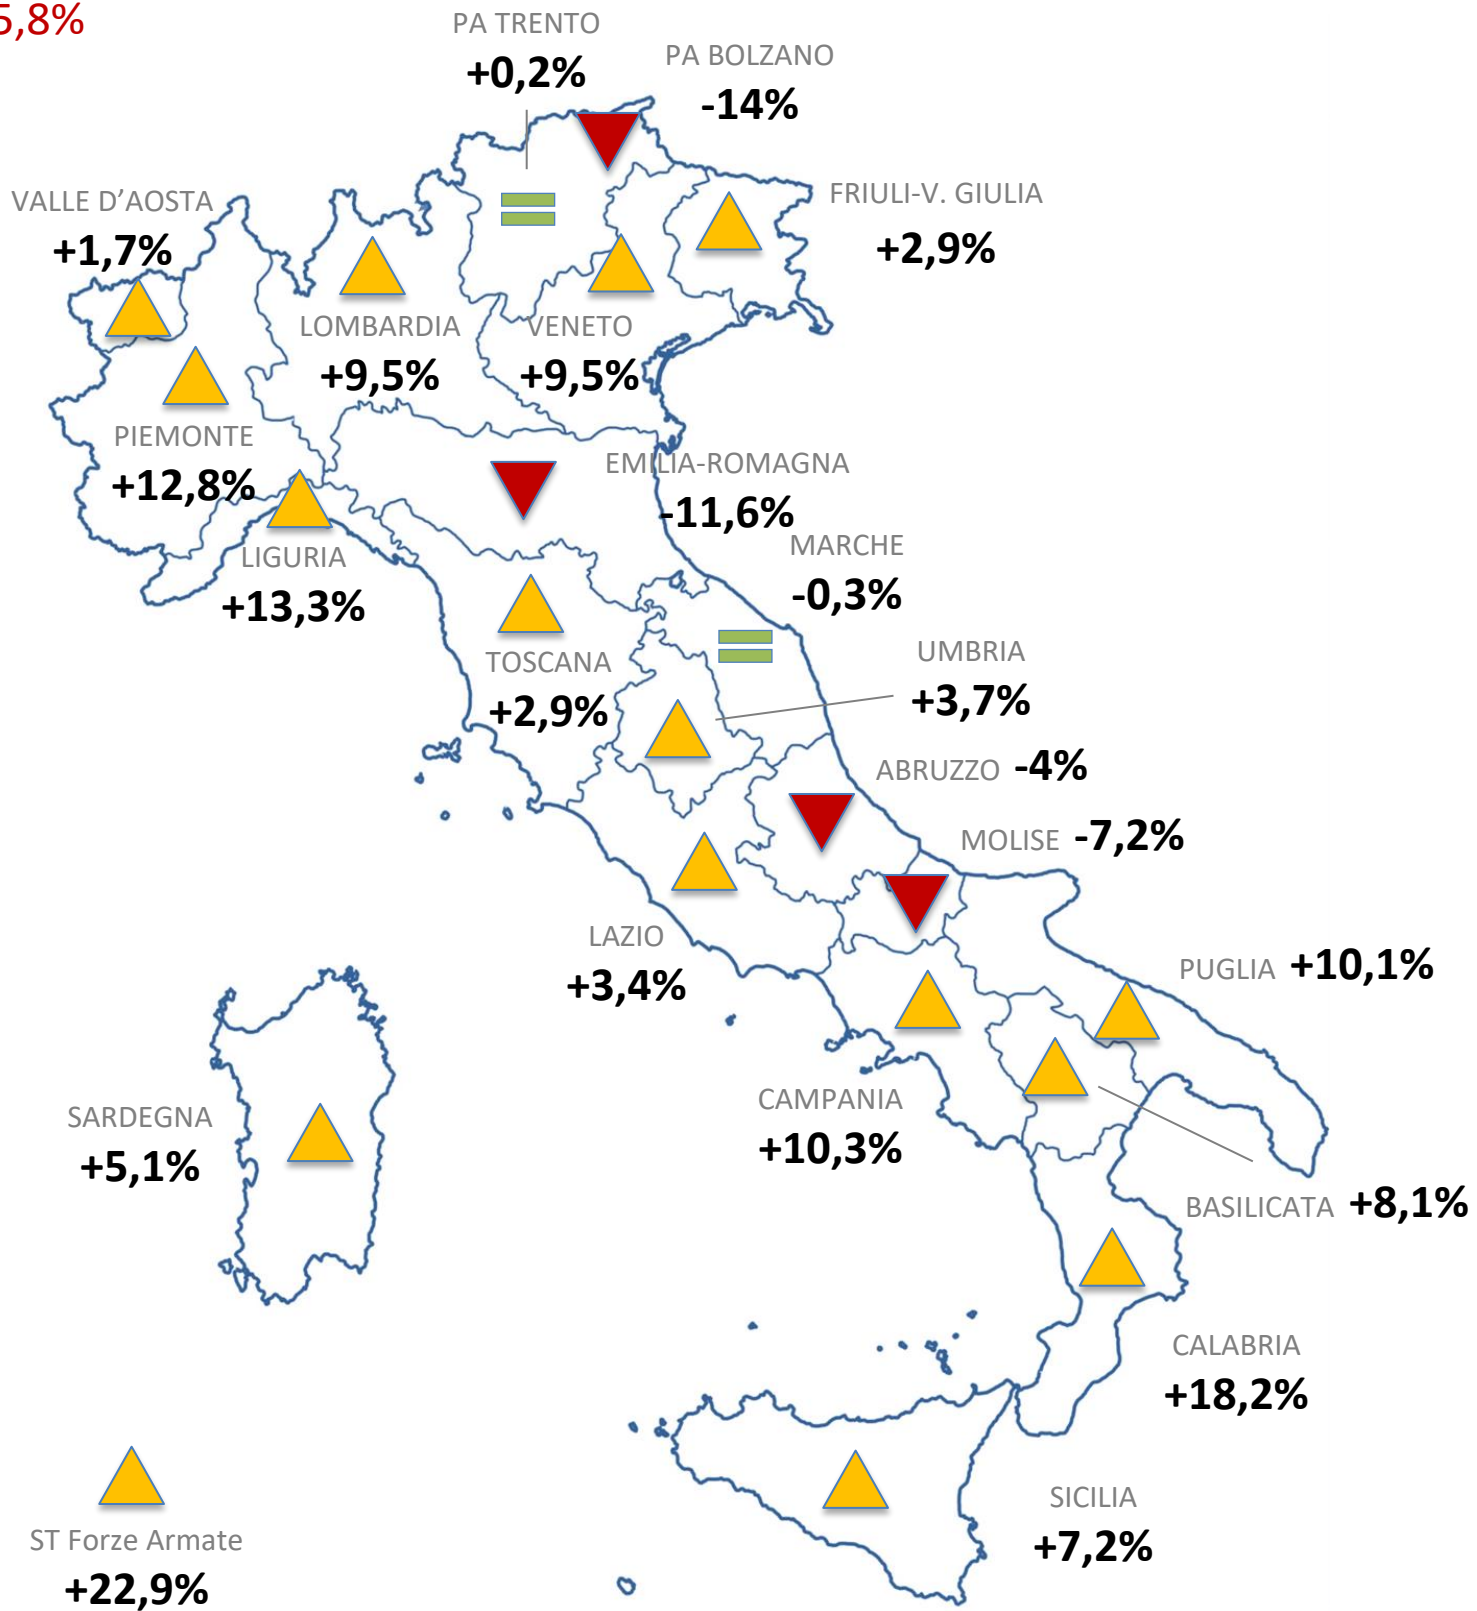 5,8%
PA TRENTO
+0,2%
PA BOLZANO
-14%
VALLE D'AOSTA
+1,7%
FRIULI-V. GIULIA
+2,9%
LOMBARDIA
+9,5%
VENETO
+9,5%
PIEMONTE
+12,8%
EMILIA-ROMAGNA
-11,6%
LIGURIA
+13,3%
MARCHE
-0,3%
TOSCANA
+2,9%
UMBRIA
+3,7%
ABRUZZO -4%
MOLISE -7,2%
LAZIO
+3,4%
PUGLIA +10,1%
CAMPANIA
+10,3%
SARDEGNA
+5,1%
BASILICATA +8,1%
CALABRIA
+18,2%
SICILIA
+7,2%
ST Forze Armate
+22,9%